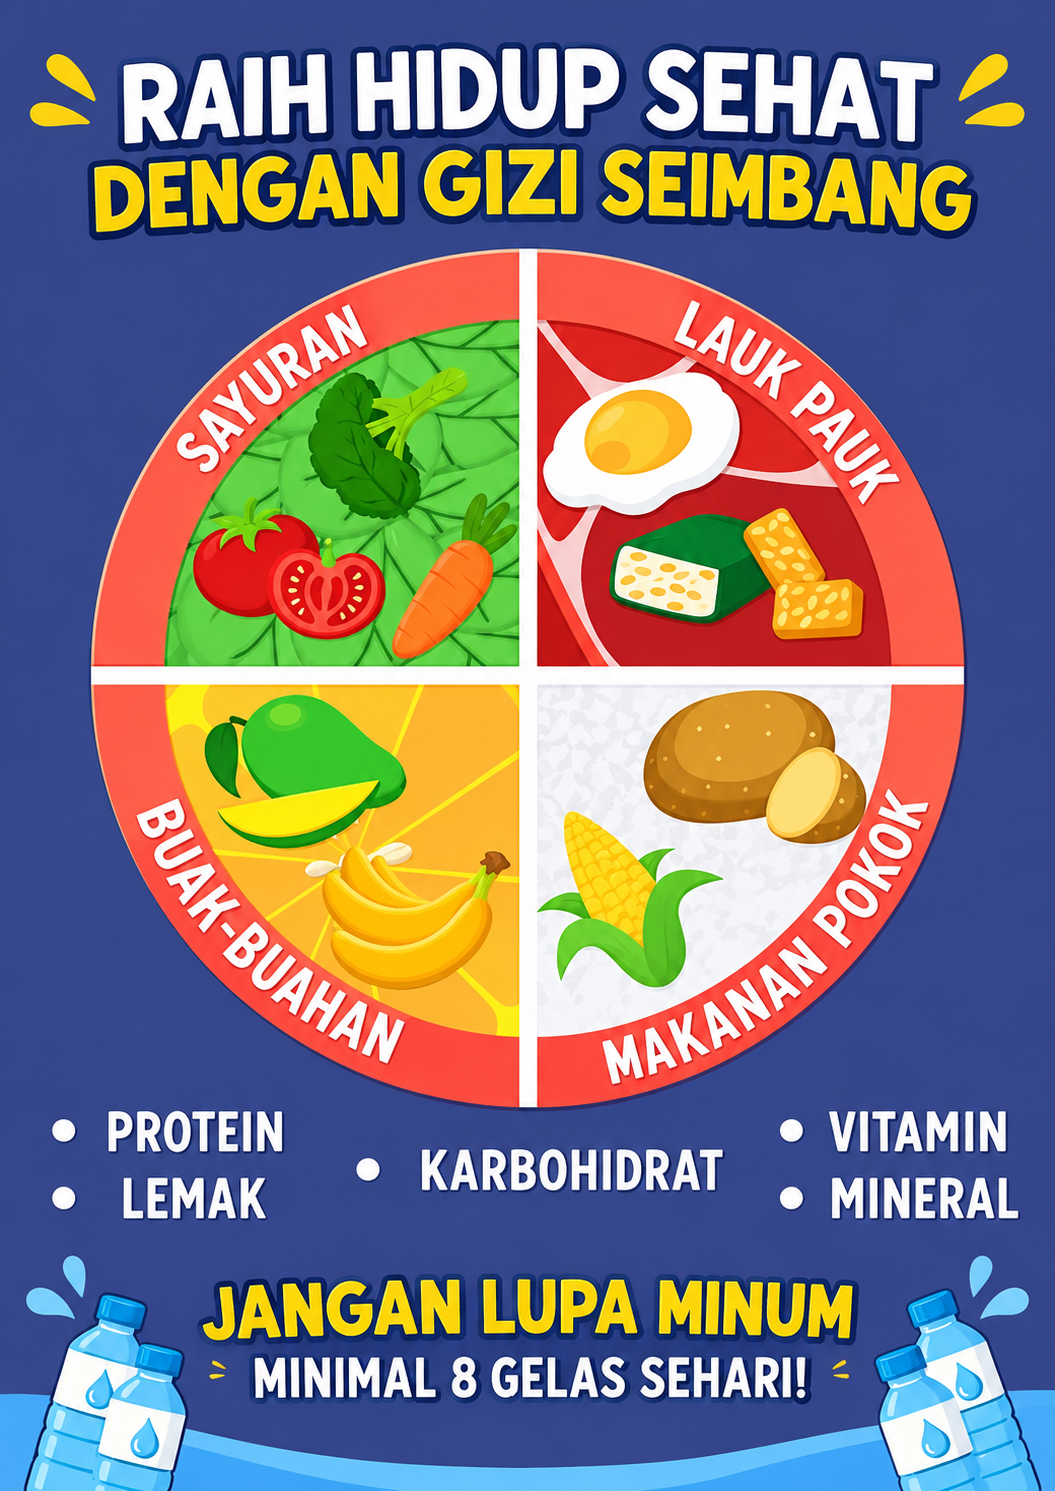 RAIH HIDUP SEHAT
DENGAN GIZI SEIMBANG
SAYURAN
LAUK PAUK
BUAK-BUAHAN
MAKANAN POKOK
• PROTEIN
• LEMAK
• KARBOHIDRAT
• VITAMIN
• MINERAL
JANGAN LUPA MINUM
MINIMAL 8 GELAS SEHARI!